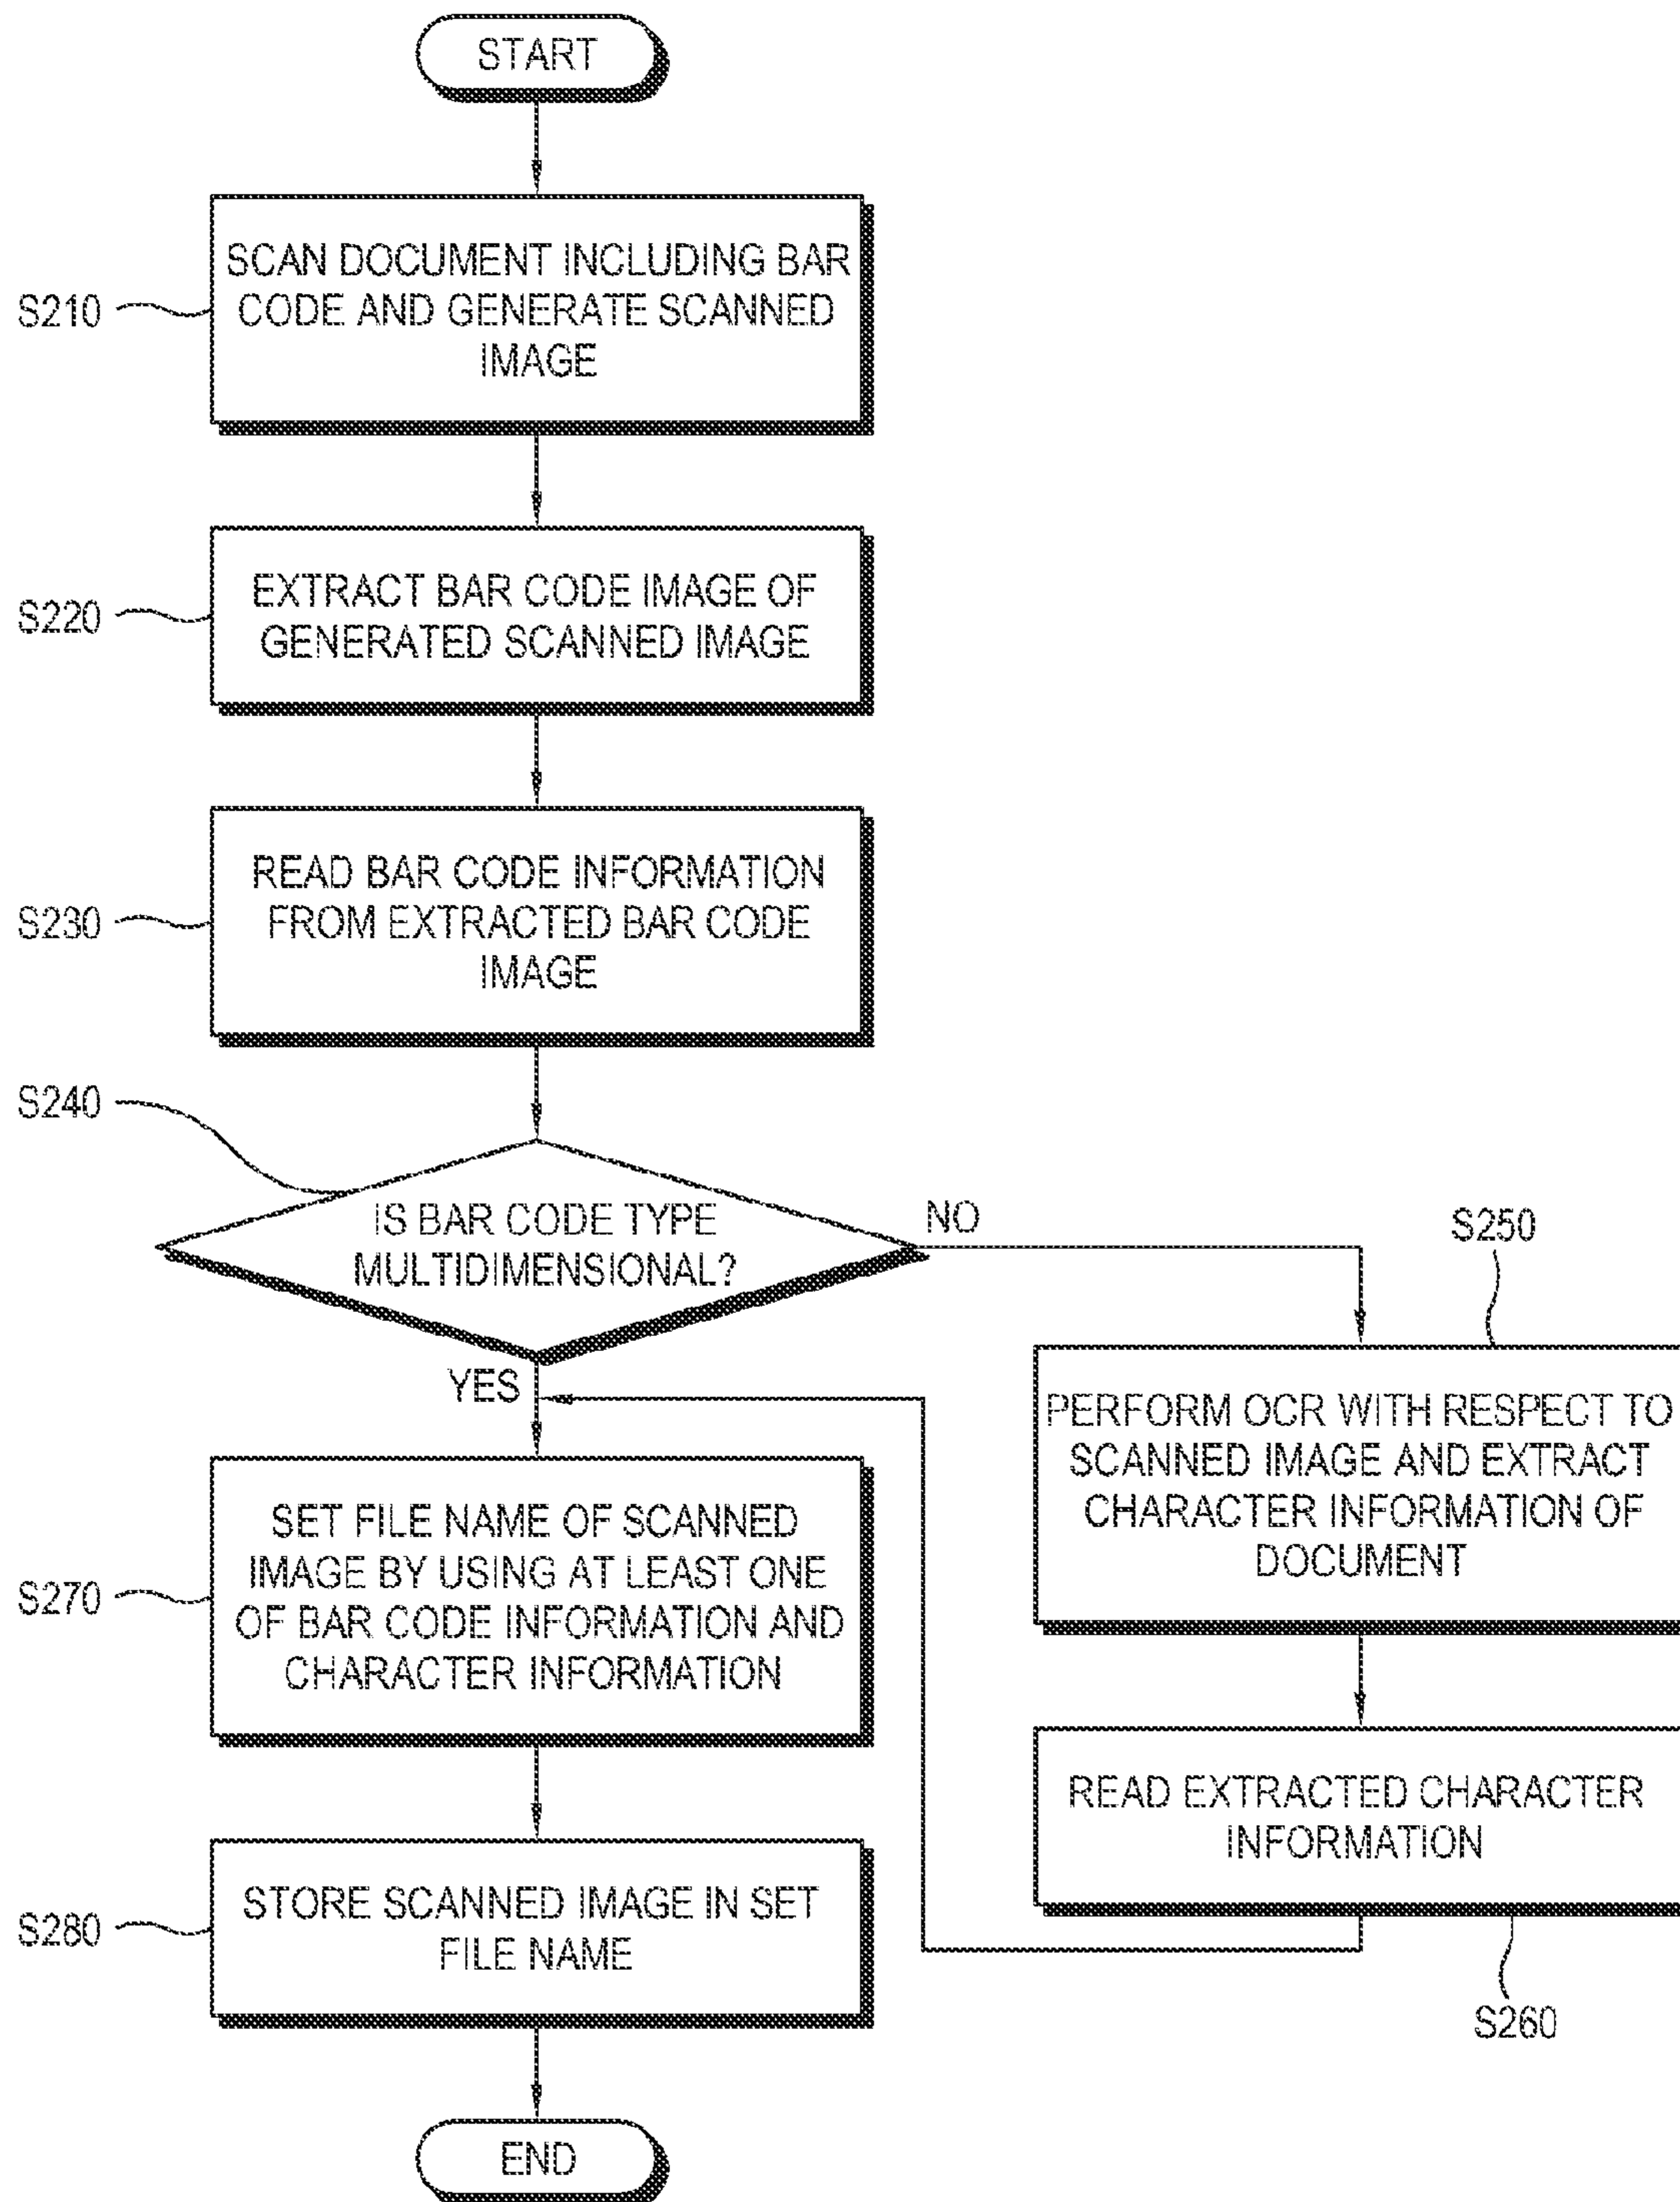 START
S210
SCAN DOCUMENT INCLUDING BAR
CODE AND GENERATE SCANNED
IMAGE
S220
EXTRACT BAR CODE IMAGE OF
GENERATED SCANNED IMAGE
S230
READ BAR CODE INFORMATION
FROM EXTRACTED BAR CODE
IMAGE
S240
IS BAR CODE TYPE
MULTIDIMENSIONAL?
NO
YES
S250
PERFORM OCR WITH RESPECT TO
SCANNED IMAGE AND EXTRACT
CHARACTER INFORMATION OF
DOCUMENT
READ EXTRACTED CHARACTER
INFORMATION
S260
S270
SET FILE NAME OF SCANNED
IMAGE BY USING AT LEAST ONE
OF BAR CODE INFORMATION AND
CHARACTER INFORMATION
S280
STORE SCANNED IMAGE IN SET
FILE NAME
END